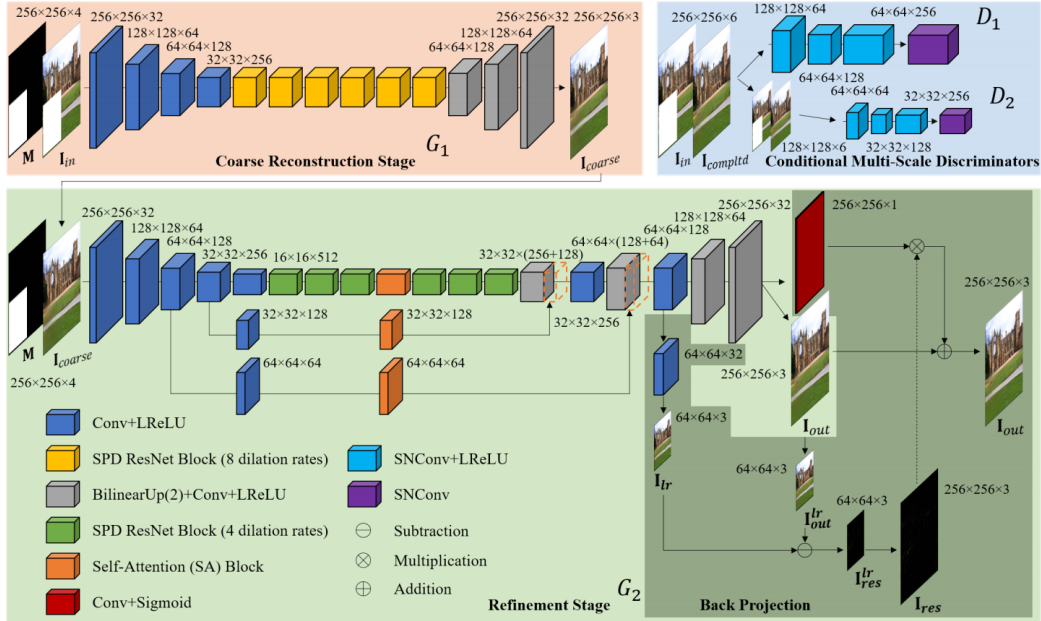 256×256×4
256×256×32
128×128×64
64×64×128
32×32×256
64×64×128
128×128×64
256×256×32
256×256×3
M
I_in
Coarse Reconstruction Stage
G_1
I_coarse
256×256×3
128×128×64
64×64×256
D_1
64×64×128
64×64×64
32×32×256
D_2
128×128×6
32×32×128
I_in
I_compltd
Conditional Multi-Scale Discriminators
256×256×32
128×128×64
64×64×128
32×32×256
16×16×512
32×32×(256+128)
64×64×(128+64)
64×64×128
128×128×64
256×256×32
256×256×1
256×256×3
M
I_coarse
256×256×4
32×32×128
32×32×128
32×32×256
64×64×64
64×64×64
64×64×32
256×256×3
I_out
I_out
64×64×3
I_lr
64×64×3
I_out^lr
64×64×3
256×256×3
I_res^lr
I_res
Conv+LReLU
SPD ResNet Block (8 dilation rates)
BilinearUp(2)+Conv+LReLU
SPD ResNet Block (4 dilation rates)
Self-Attention (SA) Block
Conv+Sigmoid
SNConv+LReLU
SNConv
Subtraction
Multiplication
Addition
Refinement Stage
G_2
Back Projection